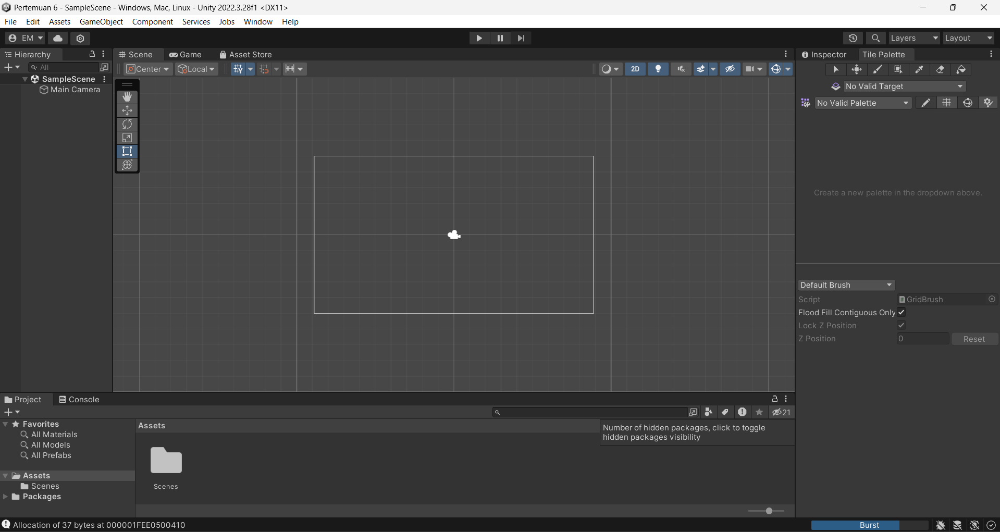 Pertemuan 6 - SampleScene - Windows, Mac, Linux - Unity 2022.3.28f1 <DX11>
File Edit Assets GameObject Component Services Jobs Window Help
EM Layers Layout
Hierarchy
All
SampleScene
Main Camera
Scene Game Asset Store
Center Local 2D
Inspector Tile Palette
No Valid Target
No Valid Palette
Create a new palette in the dropdown above.
Default Brush
Script GridBrush
Flood Fill Contiguous Only
Lock Z Position
Z Position 0 Reset
Project Console
21
Favorites
All Materials
All Models
All Prefabs
Assets
Scenes
Packages
Assets
Scenes
Number of hidden packages, click to toggle
hidden packages visibility
Allocation of 37 bytes at 000001FEE0500410
Burst